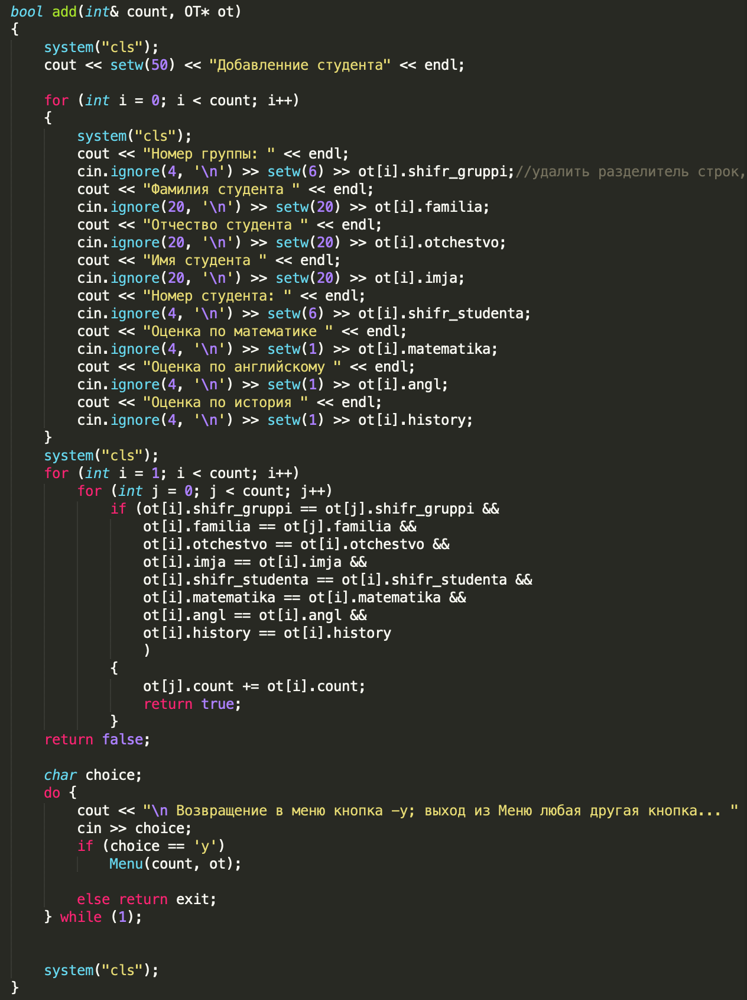 bool add(int& count, OT* ot)
{
    system("cls");
    cout << setw(50) << "Добавленние студента" << endl;

    for (int i = 0; i < count; i++)
    {
        system("cls");
        cout << "Номер группы: " << endl;
        cin.ignore(4, '\n') >> setw(6) >> ot[i].shifr_gruppi;//удалить разделитель строк,
        cout << "Фамилия студента " << endl;
        cin.ignore(20, '\n') >> setw(20) >> ot[i].familia;
        cout << "Отчество студента " << endl;
        cin.ignore(20, '\n') >> setw(20) >> ot[i].otchestvo;
        cout << "Имя студента " << endl;
        cin.ignore(20, '\n') >> setw(20) >> ot[i].imja;
        cout << "Номер студента: " << endl;
        cin.ignore(4, '\n') >> setw(6) >> ot[i].shifr_studenta;
        cout << "Оценка по математике " << endl;
        cin.ignore(4, '\n') >> setw(1) >> ot[i].matematika;
        cout << "Оценка по английскому " << endl;
        cin.ignore(4, '\n') >> setw(1) >> ot[i].angl;
        cout << "Оценка по история " << endl;
        cin.ignore(4, '\n') >> setw(1) >> ot[i].history;
    }
    system("cls");
    for (int i = 1; i < count; i++)
        for (int j = 0; j < count; j++)
            if (ot[i].shifr_gruppi == ot[j].shifr_gruppi &&
                ot[i].familia == ot[j].familia &&
                ot[i].otchestvo == ot[i].otchestvo &&
                ot[i].imja == ot[i].imja &&
                ot[i].shifr_studenta == ot[i].shifr_studenta &&
                ot[i].matematika == ot[i].matematika &&
                ot[i].angl == ot[i].angl &&
                ot[i].history == ot[i].history
                )
            {
                ot[j].count += ot[i].count;
                return true;
            }
    return false;

    char choice;
    do {
        cout << "\n Возвращение в меню кнопка -y; выход из Меню любая другая кнопка... "
        cin >> choice;
        if (choice == 'y')
            Menu(count, ot);

        else return exit;
    } while (1);


    system("cls");
}